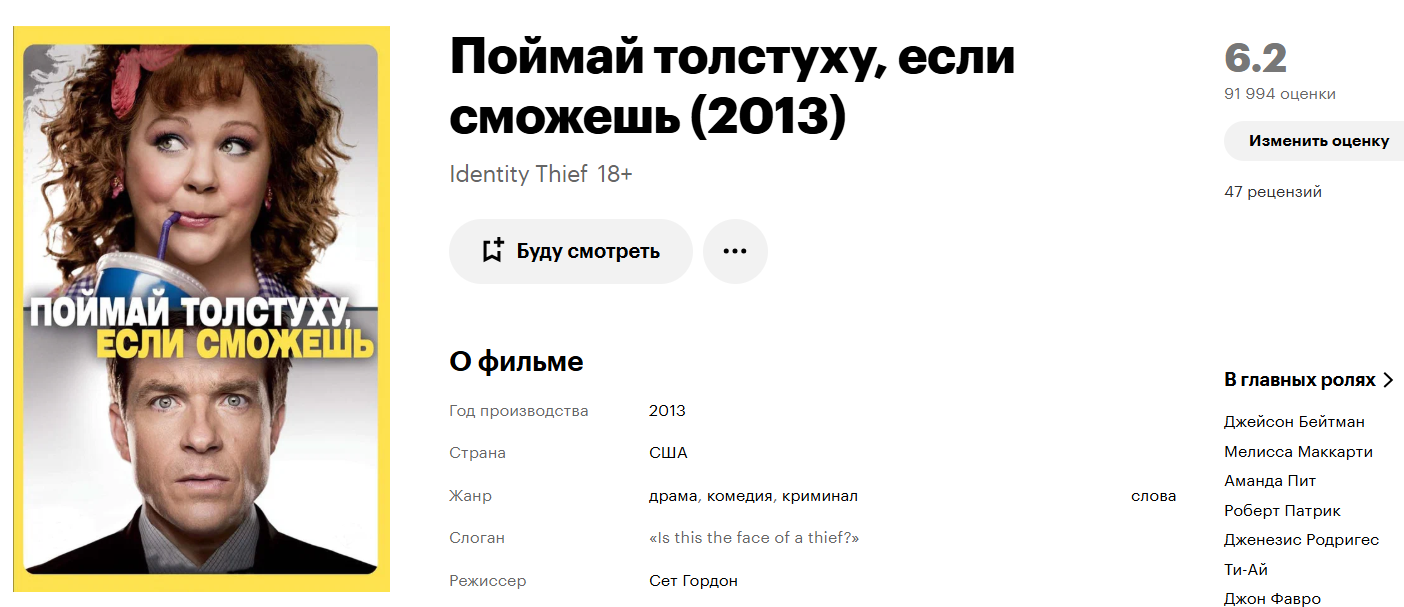 ПОЙМАЙ ТОЛСТУХУ,
ЕСЛИ СМОЖЕШЬ
Поймай толстуху, если
сможешь (2013)
Identity Thief 18+
Буду смотреть
О фильме
Год производства 2013
Страна США
Жанр драма, комедия, криминал слова
Слоган «Is this the face of a thief?»
Режиссер Сет Гордон
6.2
91 994 оценки
Изменить оценку
47 рецензий
В главных ролях
Джейсон Бейтман
Мелисса Маккарти
Аманда Пит
Роберт Патрик
Дженезис Родригес
Ти-Ай
Джон Фавро